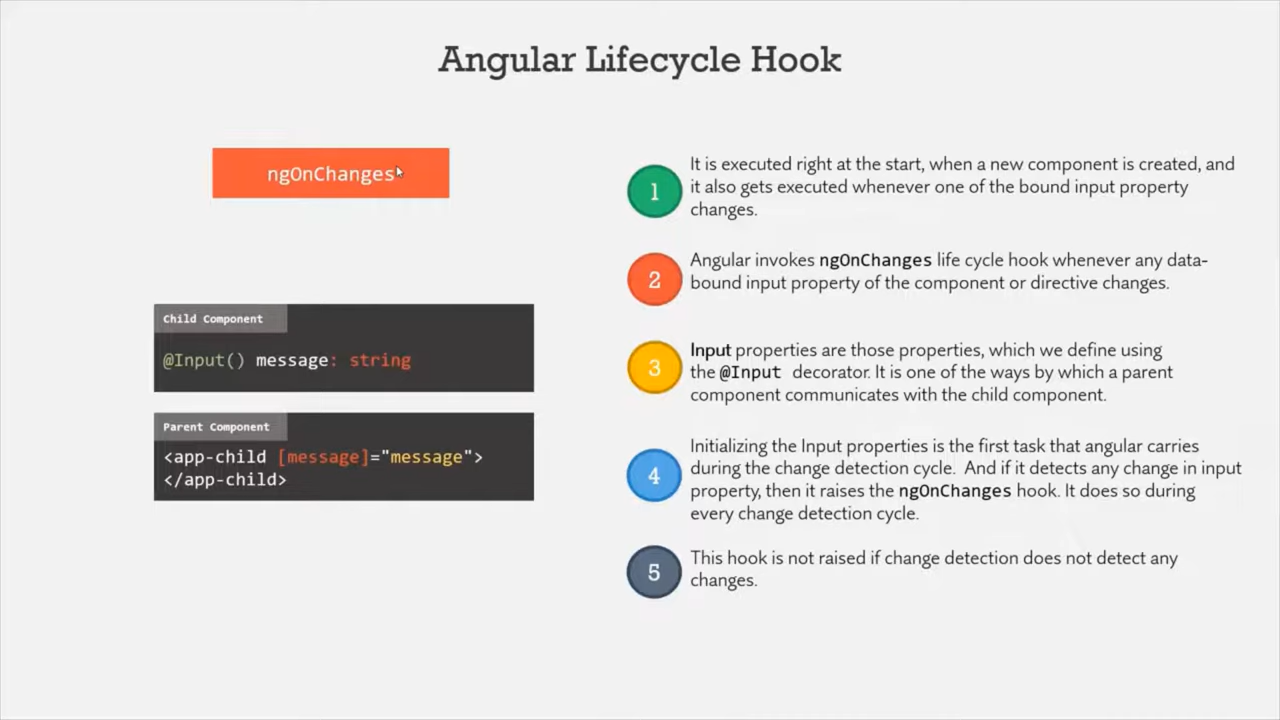 Angular Lifecycle Hook
ngOnChanges
Child Component
@Input() message: string
Parent Component
<app-child [message]="message">
</app-child>
1
It is executed right at the start, when a new component is created, and
it also gets executed whenever one of the bound input property
changes.
2
Angular invokes ngOnChanges life cycle hook whenever any data-
bound input property of the component or directive changes.
3
Input properties are those properties, which we define using
the @Input decorator. It is one of the ways by which a parent
component communicates with the child component.
4
Initializing the Input properties is the first task that angular carries
during the change detection cycle. And if it detects any change in input
property, then it raises the ngOnChanges hook. It does so during
every change detection cycle.
5
This hook is not raised if change detection does not detect any
changes.